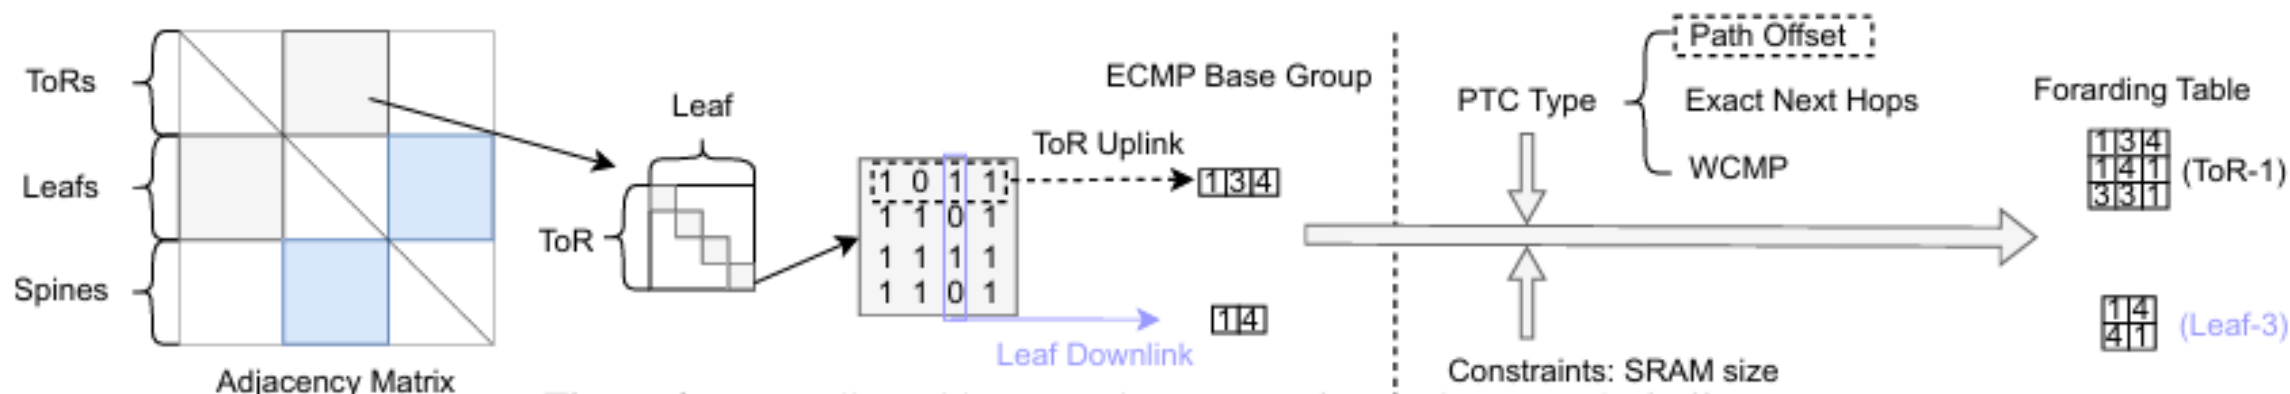 ToRs
Leafs
Spines
Adjacency Matrix
Leaf
ToR
1 0 1 1
1 1 0 1
1 1 1 1
1 1 0 1
ECMP Base Group
ToR Uplink
1 3 4
1 4
Leaf Downlink
PTC Type
Path Offset
Exact Next Hops
WCMP
Constraints: SRAM size
Forarding Table
1 3 4
1 4 1
3 3 1
(ToR-1)
1 4
4 1
(Leaf-3)